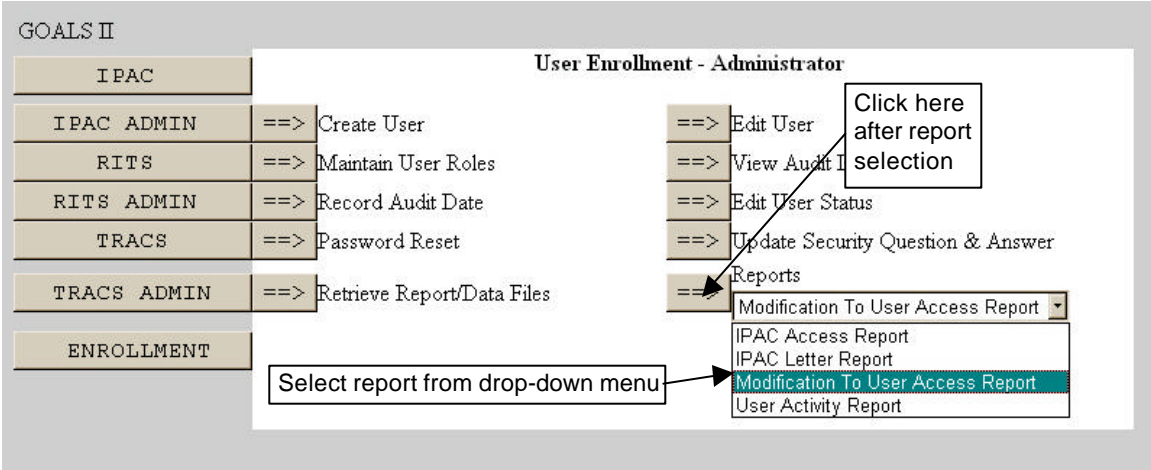 GOALS II
User Enrollment - Administrator
IPAC
IPAC ADMIN
RITS
RITS ADMIN
TRACS
TRACS ADMIN
ENROLLMENT
==> Create User
==> Maintain User Roles
==> Record Audit Date
==> Password Reset
==> Retrieve Report/Data Files
==> Edit User
==> View Audit
==> Edit User Status
==> Update Security Question & Answer
Reports
==> Modification To User Access Report
IPAC Access Report
IPAC Letter Report
Modification To User Access Report
User Activity Report
Click here
after report
selection
Select report from drop-down menu